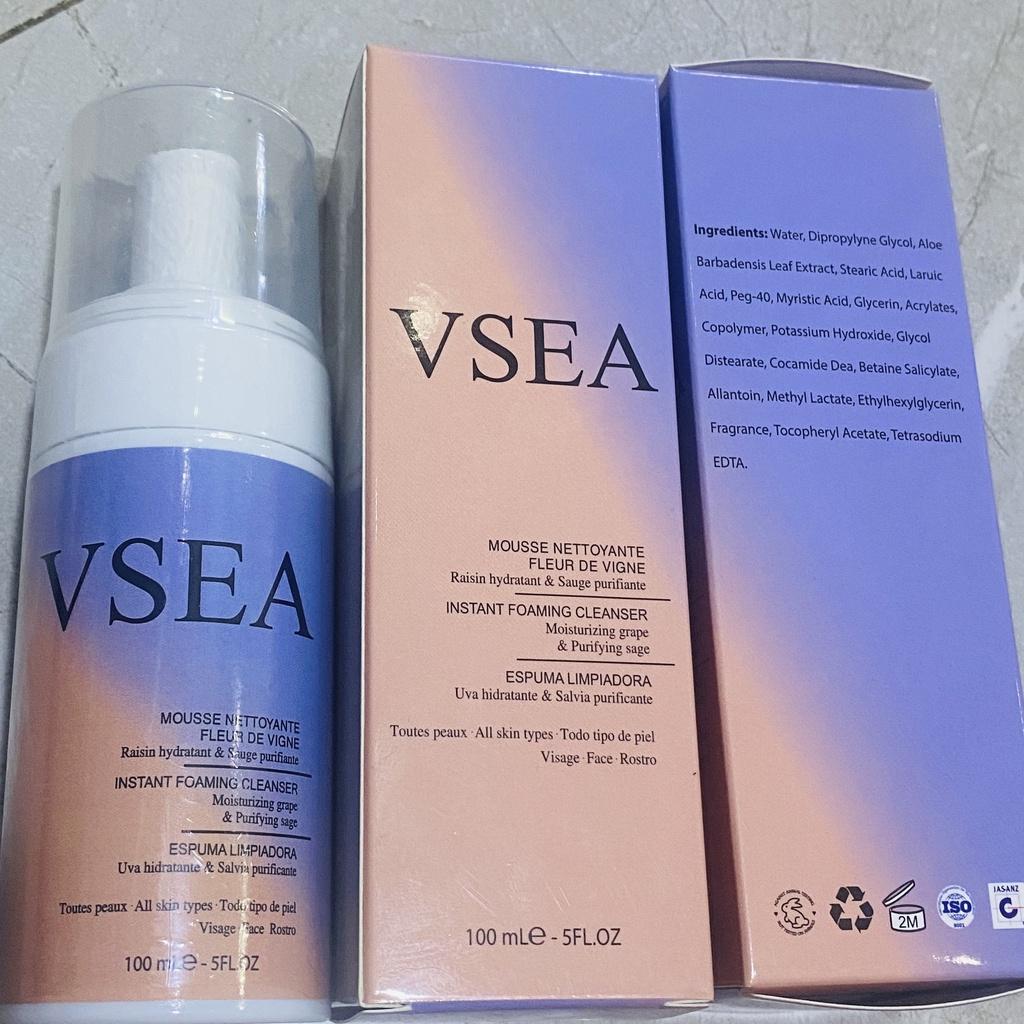 VSEA
MOUSSE NETTOYANTE
FLEUR DE VIGNE
Raisin hydratant & Sauge purifiante
INSTANT FOAMING CLEANSER
Moisturizing grape
& Purifying sage
ESPUMA LIMPIADORA
Uva hidratante & Salvia purificante
Toutes peaux · All skin types · Todo tipo de piel
Visage Face Rostro
100 mLe - 5FL.OZ
VSEA
MOUSSE NETTOYANTE
FLEUR DE VIGNE
Raisin hydratant & Sauge purifiante
INSTANT FOAMING CLEANSER
Moisturizing grape
& Purifying sage
ESPUMA LIMPIADORA
Uva hidratante & Salvia purificante
Toutes peaux · All skin types · Todo tipo de piel
Visage · Face · Rostro
100 mLe - 5FL.OZ
Ingredients: Water, Dipropylyne Glycol, Aloe
Barbadensis Leaf Extract, Stearic Acid, Laruic
Acid, Peg-40, Myristic Acid, Glycerin, Acrylates,
Copolymer, Potassium Hydroxide, Glycol
Distearate, Cocamide Dea, Betaine Salicylate,
Allantoin, Methyl Lactate, Ethylhexylglycerin,
Fragrance, Tocopheryl Acetate, Tetrasodium
EDTA.
2M
ISO
9001
JASANZ
C